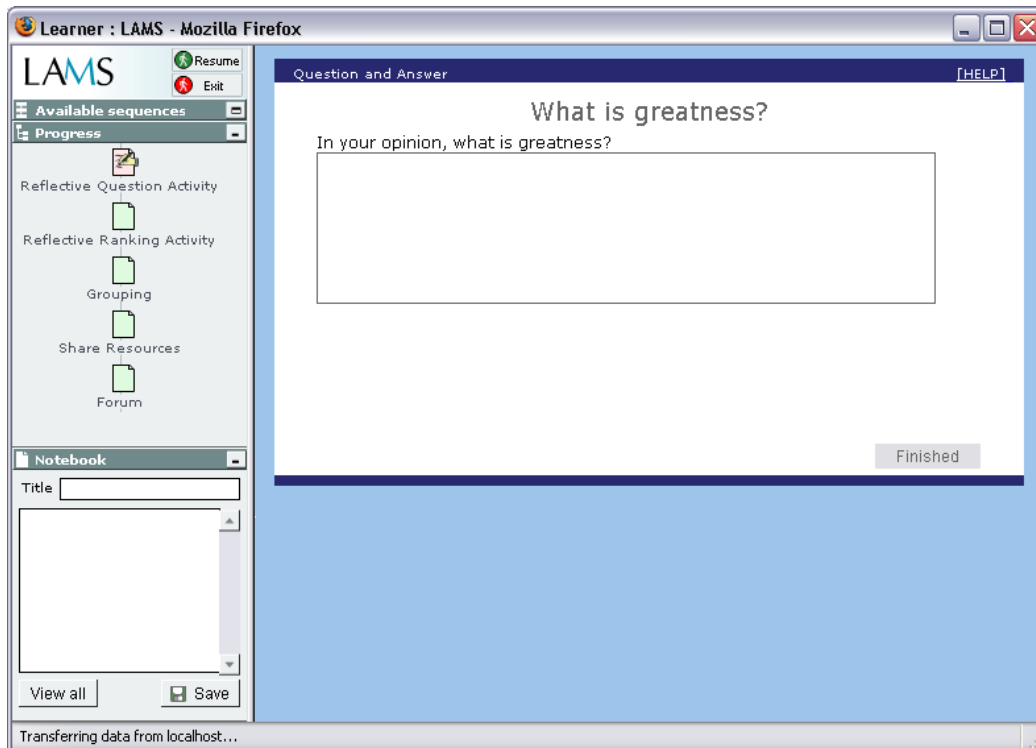 Learner : LAMS - Mozilla Firefox
LAMS
Resume
Exit
Available sequences
Progress
Reflective Question Activity
Reflective Ranking Activity
Grouping
Share Resources
Forum
Notebook
Title
View all
Save
Question and Answer
[HELP]
What is greatness?
In your opinion, what is greatness?
Finished
Transferring data from localhost...